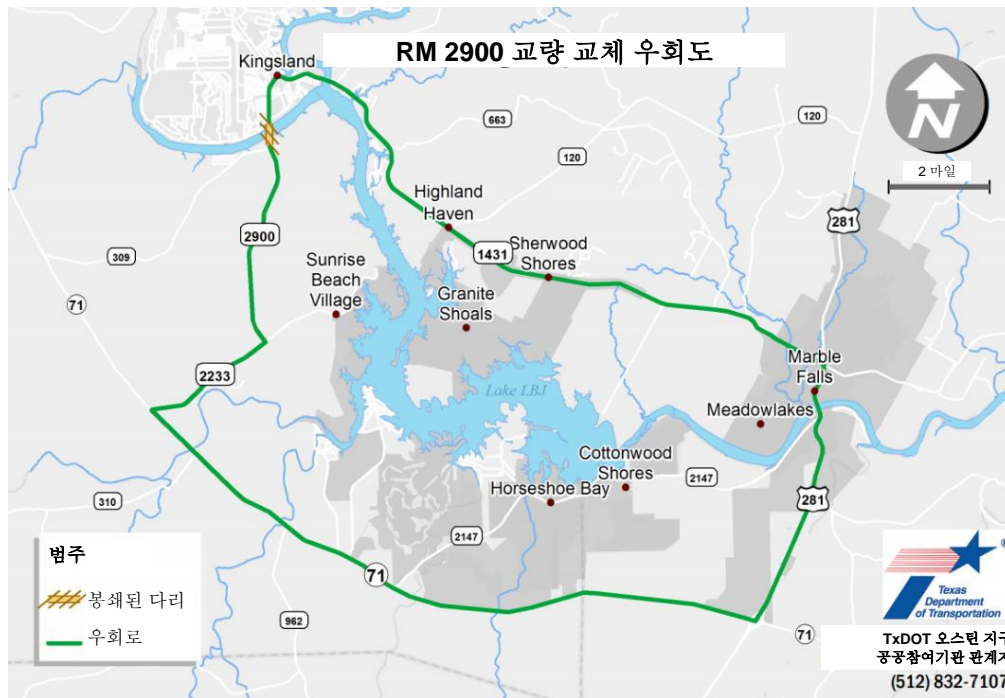 RM 2900 교량 교체 우회도
Kingsland
N
663
120
120
2 마일
Highland
Haven
281
2900
309
1431
Sherwood
Shores
Sunrise
Beach
Village
71
Granite
Shoals
2233
Marble
Falls
Lake LBJ
Meadowlakes
Cottonwood
Shores
310
Horseshoe Bay
2147
281
2147
71
962
71
범주
봉쇄된 다리
우회로
Texas
Department
of Transportation
®
TxDOT 오스틴 지구
공공참여기관 관계자
(512) 832-710